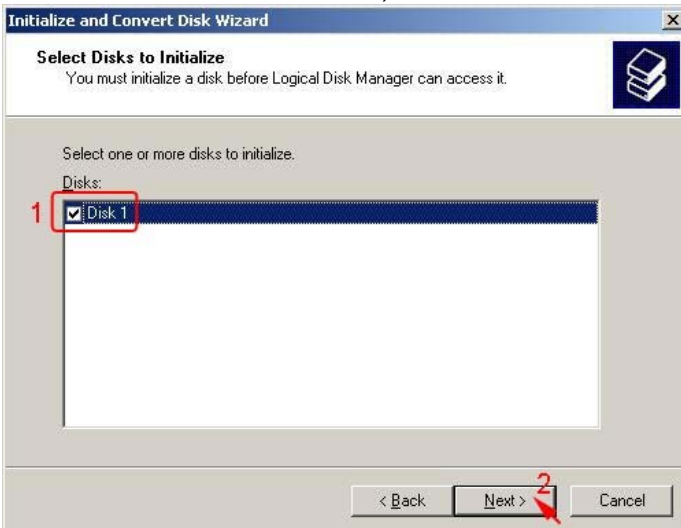 Initialize and Convert Disk Wizard
Select Disks to Initialize
You must initialize a disk before Logical Disk Manager can access it.
Select one or more disks to initialize.
Disks:
1
Disk 1
2
< Back
Next >
Cancel